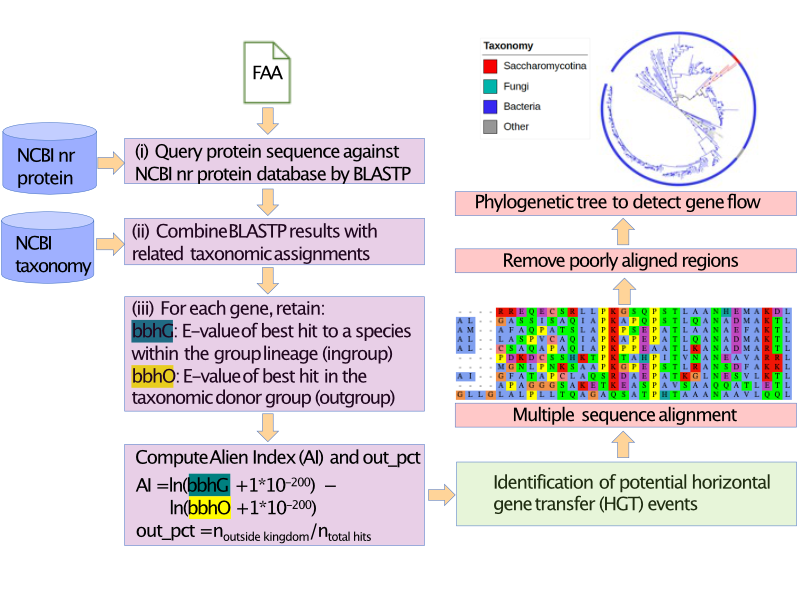 FAA
NCBI nr
protein
(i) Query protein sequence against
NCBI nr protein database by BLASTP
NCBI
taxonomy
(ii) Combine BLASTP results with
related taxonomic assignments
(iii) For each gene, retain:
bbhG: E-value of best hit to a species
within the group lineage (ingroup)
bbhO: E-value of best hit in the
taxonomic donor group (outgroup)
Compute Alien Index (AI) and out_pct
AI =ln(bbhG +1*10–200) –
ln(bbhO +1*10–200)
out_pct =noutside kingdom/ntotal hits
Identification of potential horizontal
gene transfer (HGT) events
Multiple sequence alignment
- - - - R R E Q E C S K L L P K G S Q P S T L A A N H E M A K D L
A L - - G A S S I S A Q I A P K A P Q P S T L Q A N A D M A K T L
A M - - A F A Q P A T S L A P K P S E P A T L A A N A D M A K T L
A L - - L A S P V C A Q I A P K A P E P A T L Q A N A D M A K T L
A L - - C S A Q A P A Q I A P K P P E A A T L K A N A D M A R T L
- - - - P D K D C S S H K T P K T A H P I T V N A N E A V A R R L
- - - - M G N L P N K S A A P K G P E P S T L R A N S D F A K K L
A I - - G F A T A P C L A Q S R D A E P A T K G L N E S V L K T L
- - - - A P A G G G S A K E T K E A S P A V S A A Q Q A T L E T L
G L L G L A L P L L T Q A G A Q S A T P H T A A A N A A V L Q Q L
Remove poorly aligned regions
Phylogenetic tree to detect gene flow
Taxonomy
Saccharomycotina
Fungi
Bacteria
Other